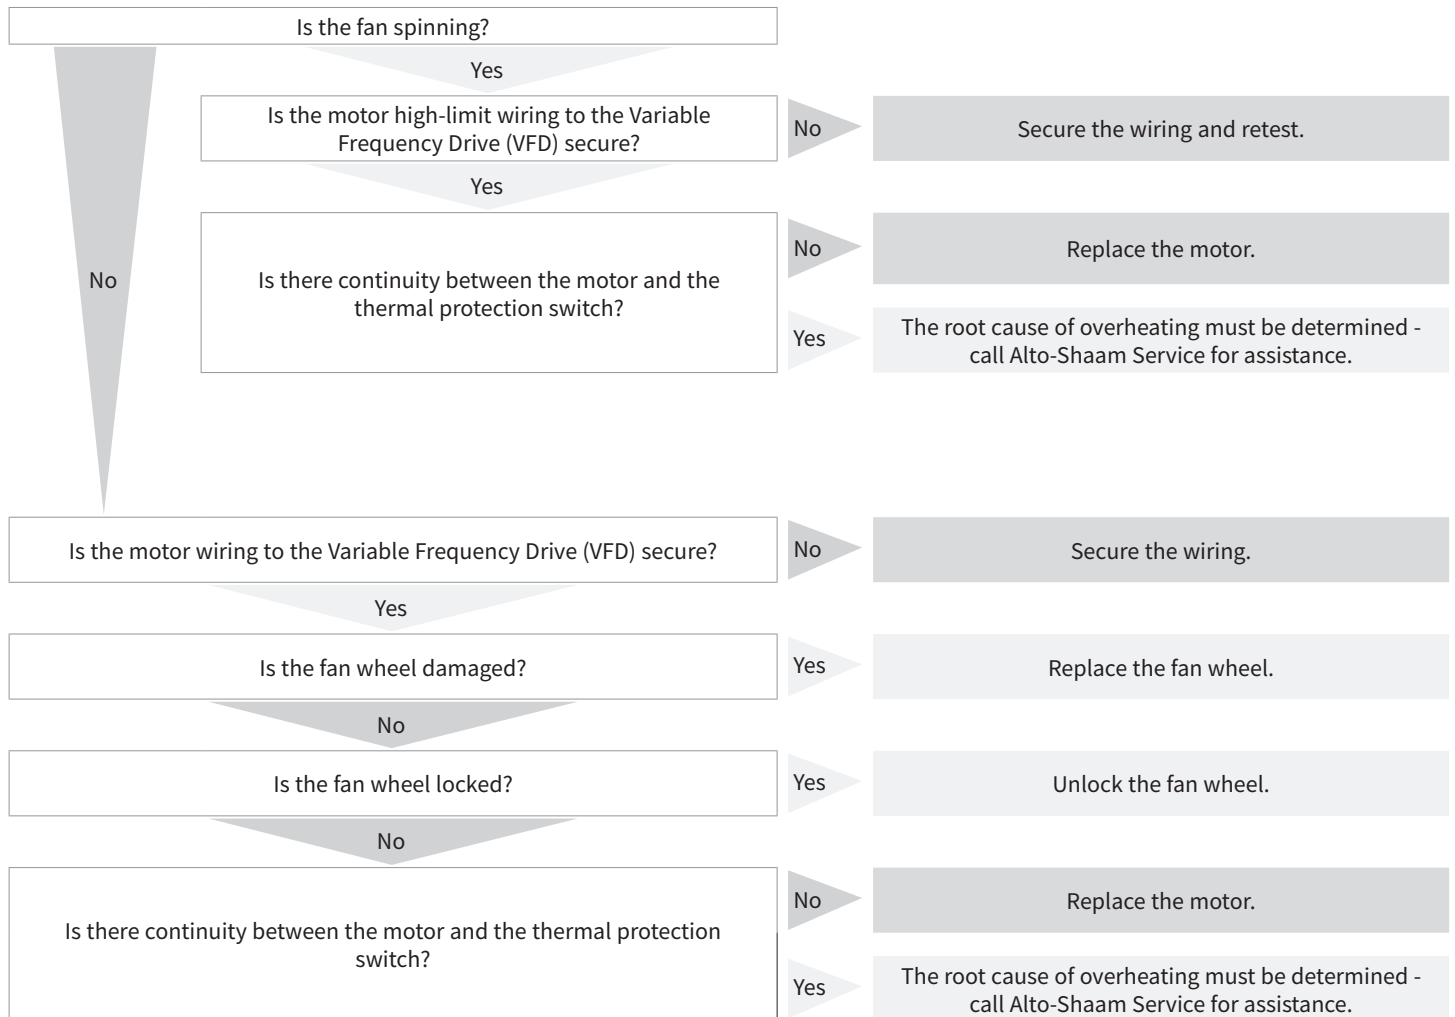 Is the fan spinning?
Yes
Is the motor high-limit wiring to the Variable
Frequency Drive (VFD) secure?
No
Secure the wiring and retest.
Yes
Is there continuity between the motor and the
thermal protection switch?
No
Replace the motor.
Yes
The root cause of overheating must be determined -
call Alto-Shaam Service for assistance.
No
Is the motor wiring to the Variable Frequency Drive (VFD) secure?
No
Secure the wiring.
Yes
Is the fan wheel damaged?
Yes
Replace the fan wheel.
No
Is the fan wheel locked?
Yes
Unlock the fan wheel.
No
Is there continuity between the motor and the thermal protection
switch?
No
Replace the motor.
Yes
The root cause of overheating must be determined -
call Alto-Shaam Service for assistance.